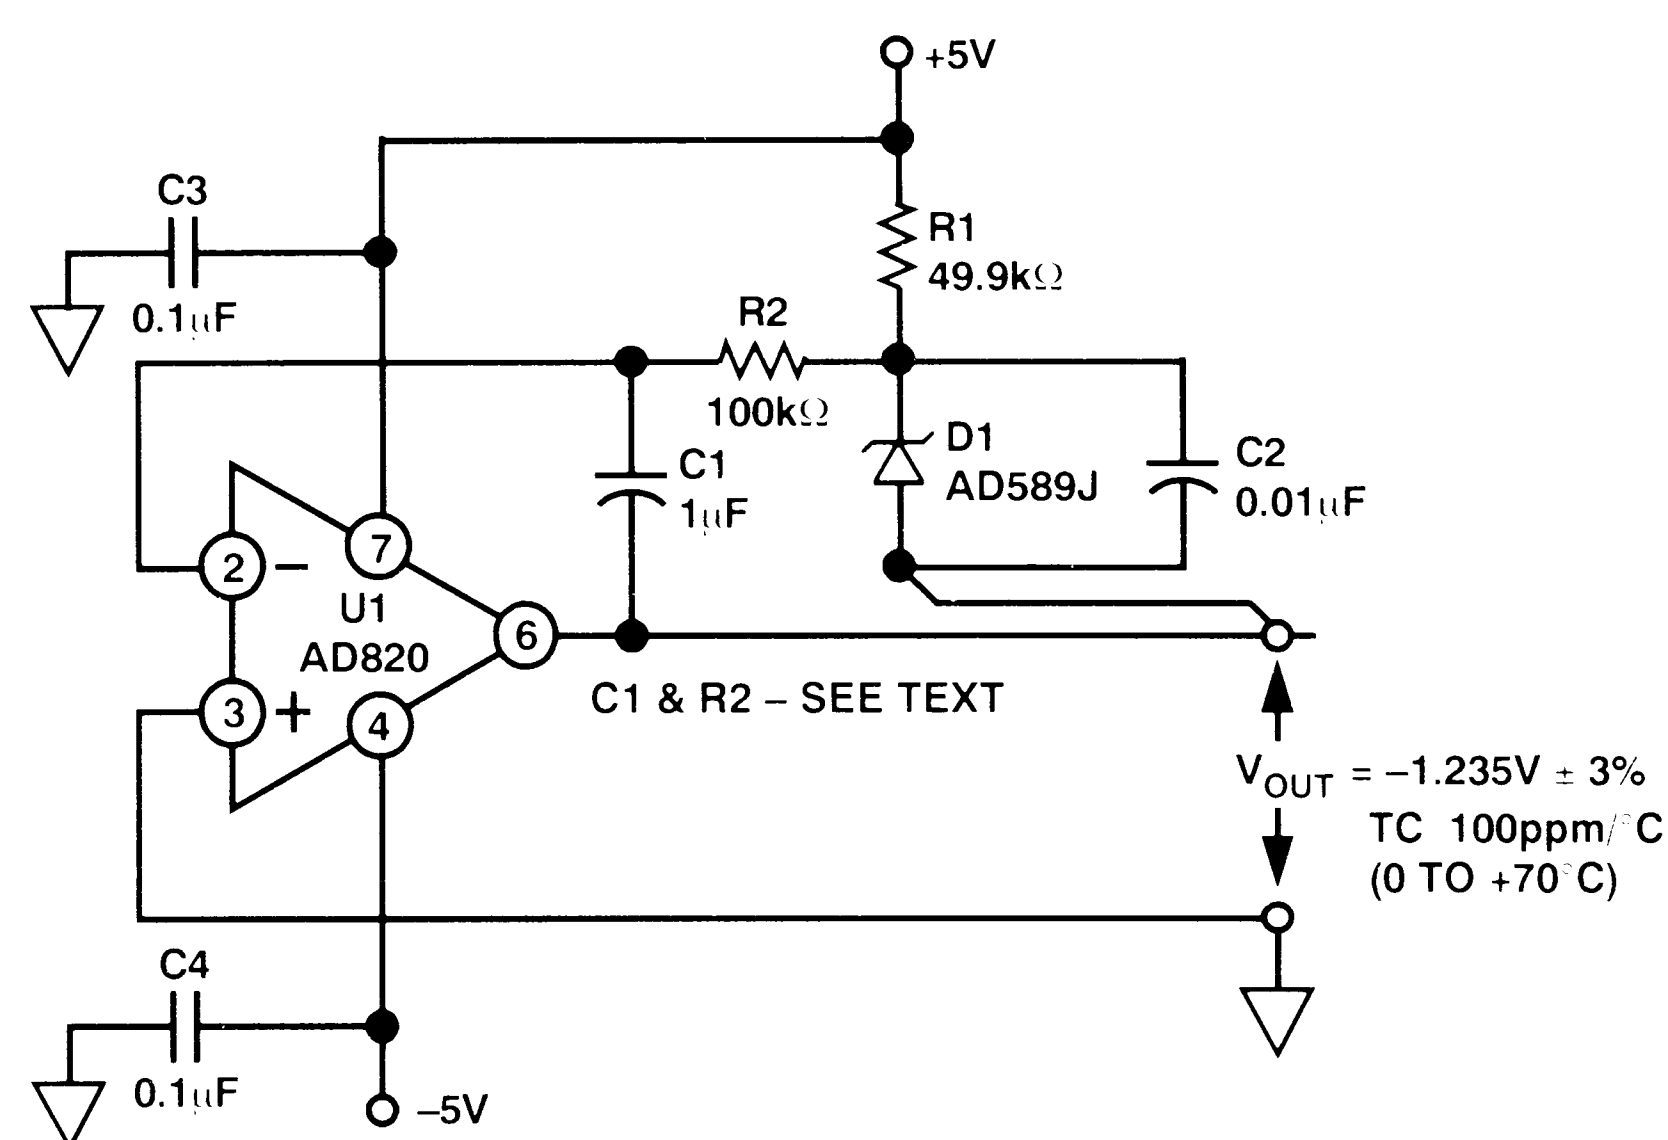 +5V
C3
0.1μF
R1
49.9kΩ
R2
100kΩ
D1
AD589J
C1
1μF
C2
0.01μF
2
−
7
U1
AD820
6
3
+
4
C1 & R2 – SEE TEXT
VOUT = –1.235V ± 3%
TC 100ppm/°C
(0 TO +70°C)
C4
0.1μF
–5V